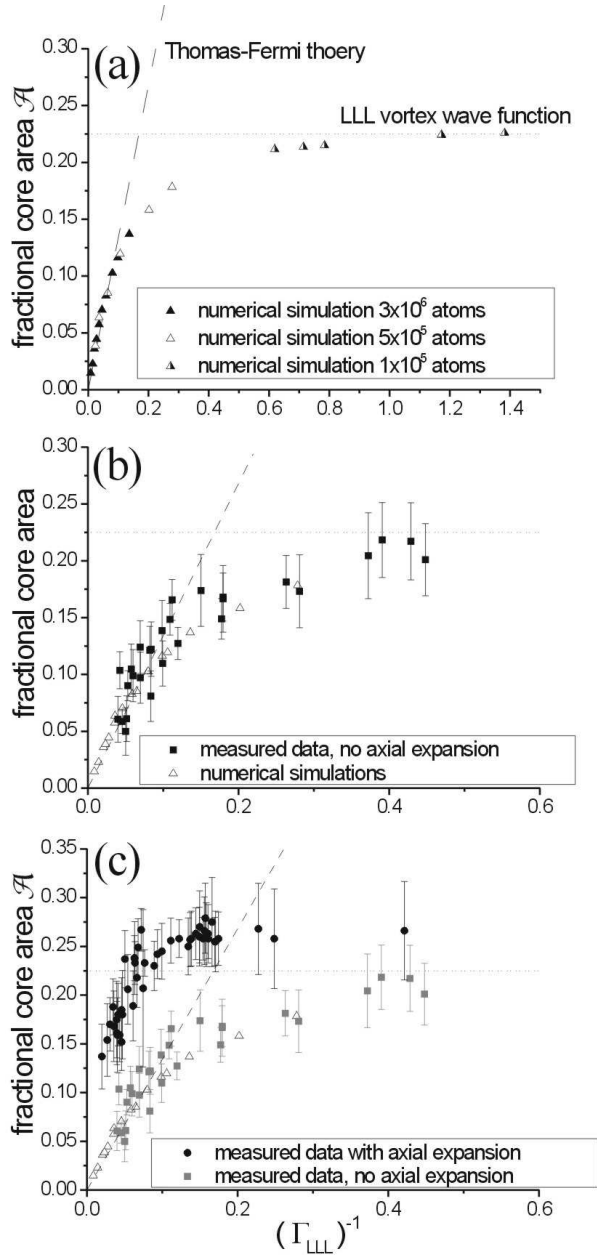 (a)
Thomas-Fermi thoery
LLL vortex wave function
fractional core area 𝒜
0.30
0.25
0.20
0.15
0.10
0.05
0.00
▲ numerical simulation 3x10⁶ atoms
△ numerical simulation 5x10⁵ atoms
◮ numerical simulation 1x10⁵ atoms
0.0 0.2 0.4 0.6 0.8 1.0 1.2 1.4
(b)
fractional core area
0.30
0.25
0.20
0.15
0.10
0.05
0.00
■ measured data, no axial expansion
△ numerical simulations
0.0 0.2 0.4 0.6
(c)
fractional core area 𝒜
0.35
0.30
0.25
0.20
0.15
0.10
0.05
0.00
● measured data with axial expansion
■ measured data, no axial expansion
0.0 0.2 0.4 0.6
(Γ_LLL)⁻¹